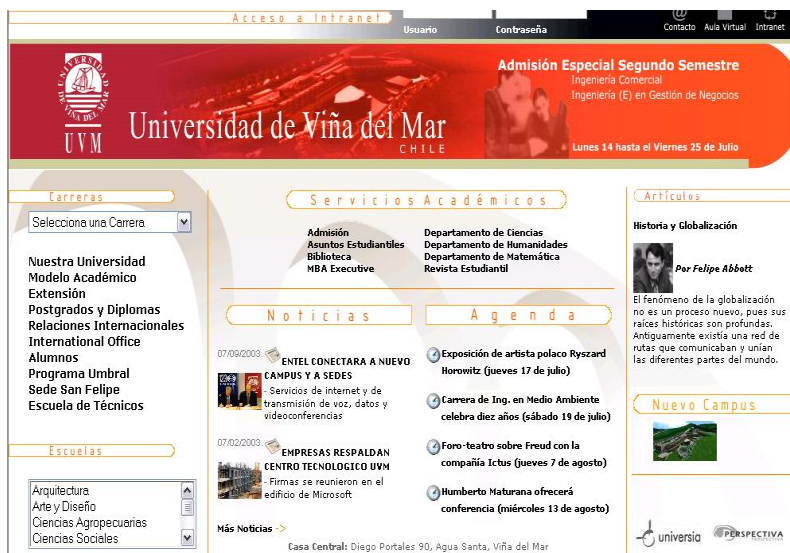 Acceso a Intranet
Usuario
Contraseña
Contacto
Aula Virtual
Intranet
UNIVERSIDAD DE VIÑA DEL MAR
UVM
Universidad de Viña del Mar
CHILE
Admisión Especial Segundo Semestre
Ingeniería Comercial
Ingeniería (E) en Gestión de Negocios
Lunes 14 hasta el Viernes 25 de Julio
Carreras
Selecciona una Carrera
Nuestra Universidad
Modelo Académico
Extensión
Postgrados y Diplomas
Relaciones Internacionales
International Office
Alumnos
Programa Umbral
Sede San Felipe
Escuela de Técnicos
Escuelas
Arquitectura
Arte y Diseño
Ciencias Agropecuarias
Ciencias Sociales
Servicios Académicos
Admisión
Asuntos Estudiantiles
Biblioteca
MBA Executive
Departamento de Ciencias
Departamento de Humanidades
Departamento de Matemática
Revista Estudiantil
Noticias
07/09/2003.
ENTEL CONECTARA A NUEVO
CAMPUS Y A SEDES
- Servicios de internet y de
transmisión de voz, datos y
videoconferencias
07/02/2003.
EMPRESAS RESPALDAN
CENTRO TECNOLOGICO UVM
- Firmas se reunieron en el
edificio de Microsoft
Más Noticias ->
Agenda
Exposición de artista polaco Ryszard
Horowitz (jueves 17 de julio)
Carrera de Ing. en Medio Ambiente
celebra diez años (sábado 19 de julio)
Foro-teatro sobre Freud con la
compañía Ictus (jueves 7 de agosto)
Humberto Maturana ofrecerá
conferencia (miércoles 13 de agosto)
Casa Central: Diego Portales 90, Agua Santa, Viña del Mar
Artículos
Historia y Globalización
Por Felipe Abbott
El fenómeno de la globalización
no es un proceso nuevo, pues sus
raíces históricas son profundas.
Antiguamente existía una red de
rutas que comunicaban y unían
las diferentes partes del mundo.
Nuevo Campus
universia
PERSPECTIVA
PERSPECTIVE